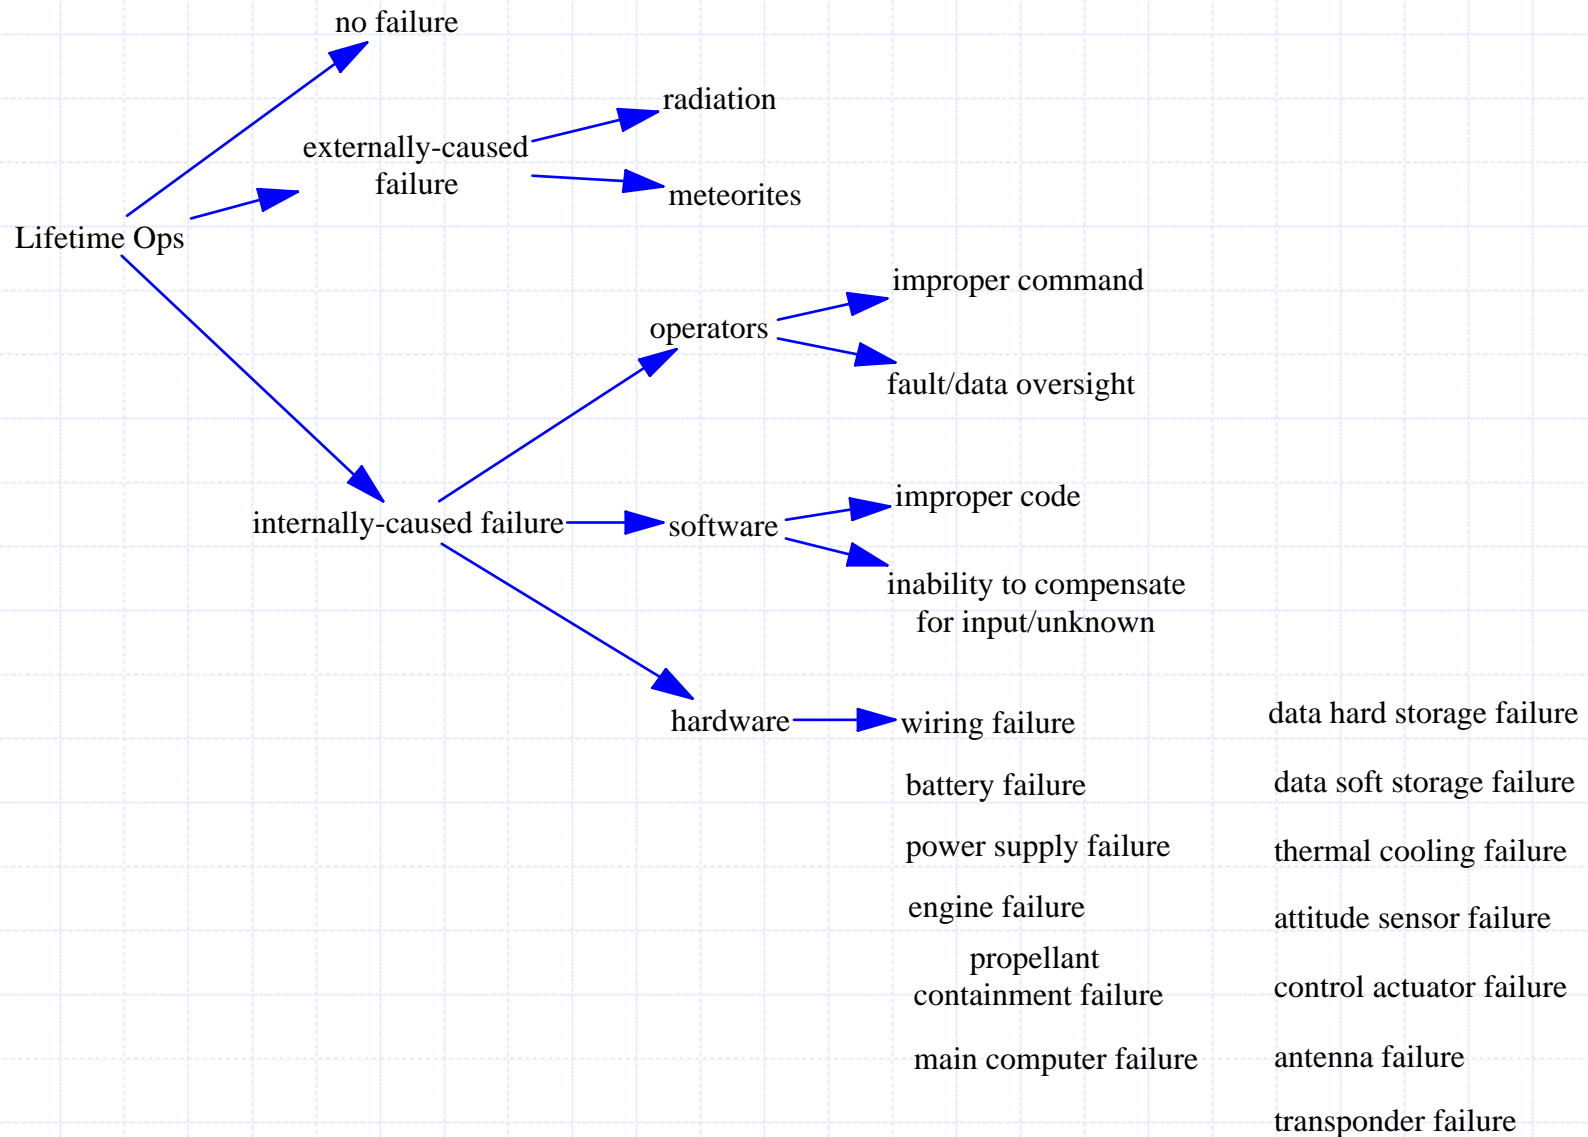 no failure
radiation
externally-caused
failure
meteorites
Lifetime Ops
improper command
operators
fault/data oversight
improper code
internally-caused failure
software
inability to compensate
for input/unknown
hardware
wiring failure
battery failure
power supply failure
engine failure
propellant
containment failure
main computer failure
data hard storage failure
data soft storage failure
thermal cooling failure
attitude sensor failure
control actuator failure
antenna failure
transponder failure